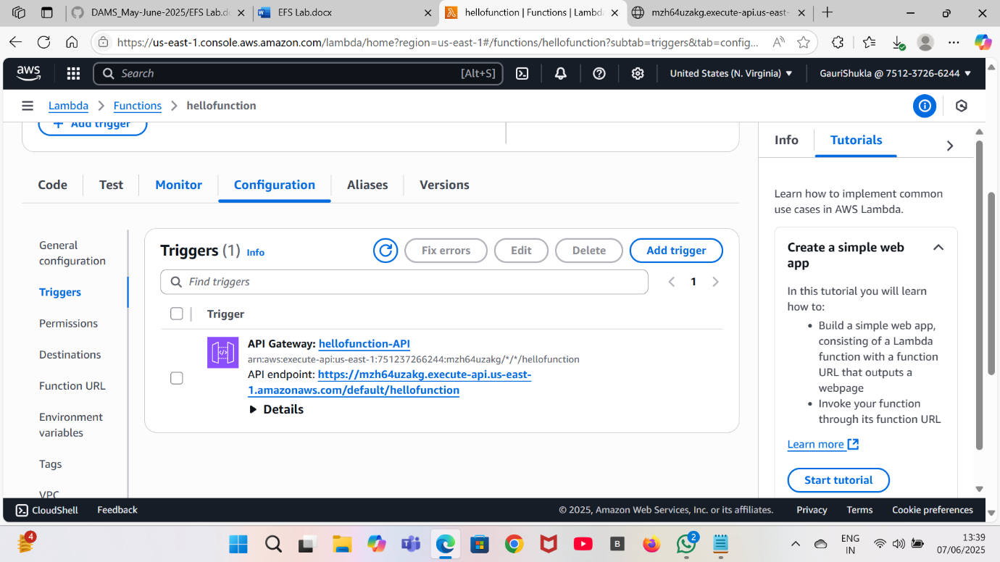 DAMS_May-June-2025/EFS Lab.d
EFS Lab.docx
hellofunction | Functions | Lambd
mzh64uzakg.execute-api.us-east-
https://us-east-1.console.aws.amazon.com/lambda/home?region=us-east-1#/functions/hellofunction?subtab=triggers&tab=config...
aws
Search
[Alt+S]
United States (N. Virginia)
GauriShukla @ 7512-3726-6244
Lambda
Functions
hellofunction
Add trigger
Info
Tutorials
Code
Test
Monitor
Configuration
Aliases
Versions
Learn how to implement common
use cases in AWS Lambda.
General
configuration
Triggers
Permissions
Destinations
Function URL
Environment
variables
Tags
VPC
Triggers (1) Info
Fix errors
Edit
Delete
Add trigger
Find triggers
1
Trigger
API Gateway: hellofunction-API
arn:aws:execute-api:us-east-1:751237266244:mzh64uzakg/*/*/hellofunction
API endpoint: https://mzh64uzakg.execute-api.us-east-
1.amazonaws.com/default/hellofunction
Details
Create a simple web
app
In this tutorial you will learn
how to:
• Build a simple web app,
consisting of a Lambda
function with a function
URL that outputs a
webpage
• Invoke your function
through its function URL
Learn more
Start tutorial
CloudShell
Feedback
© 2025, Amazon Web Services, Inc. or its affiliates.
Privacy
Terms
Cookie preferences
4
B
2
ENG
IN
13:39
07/06/2025